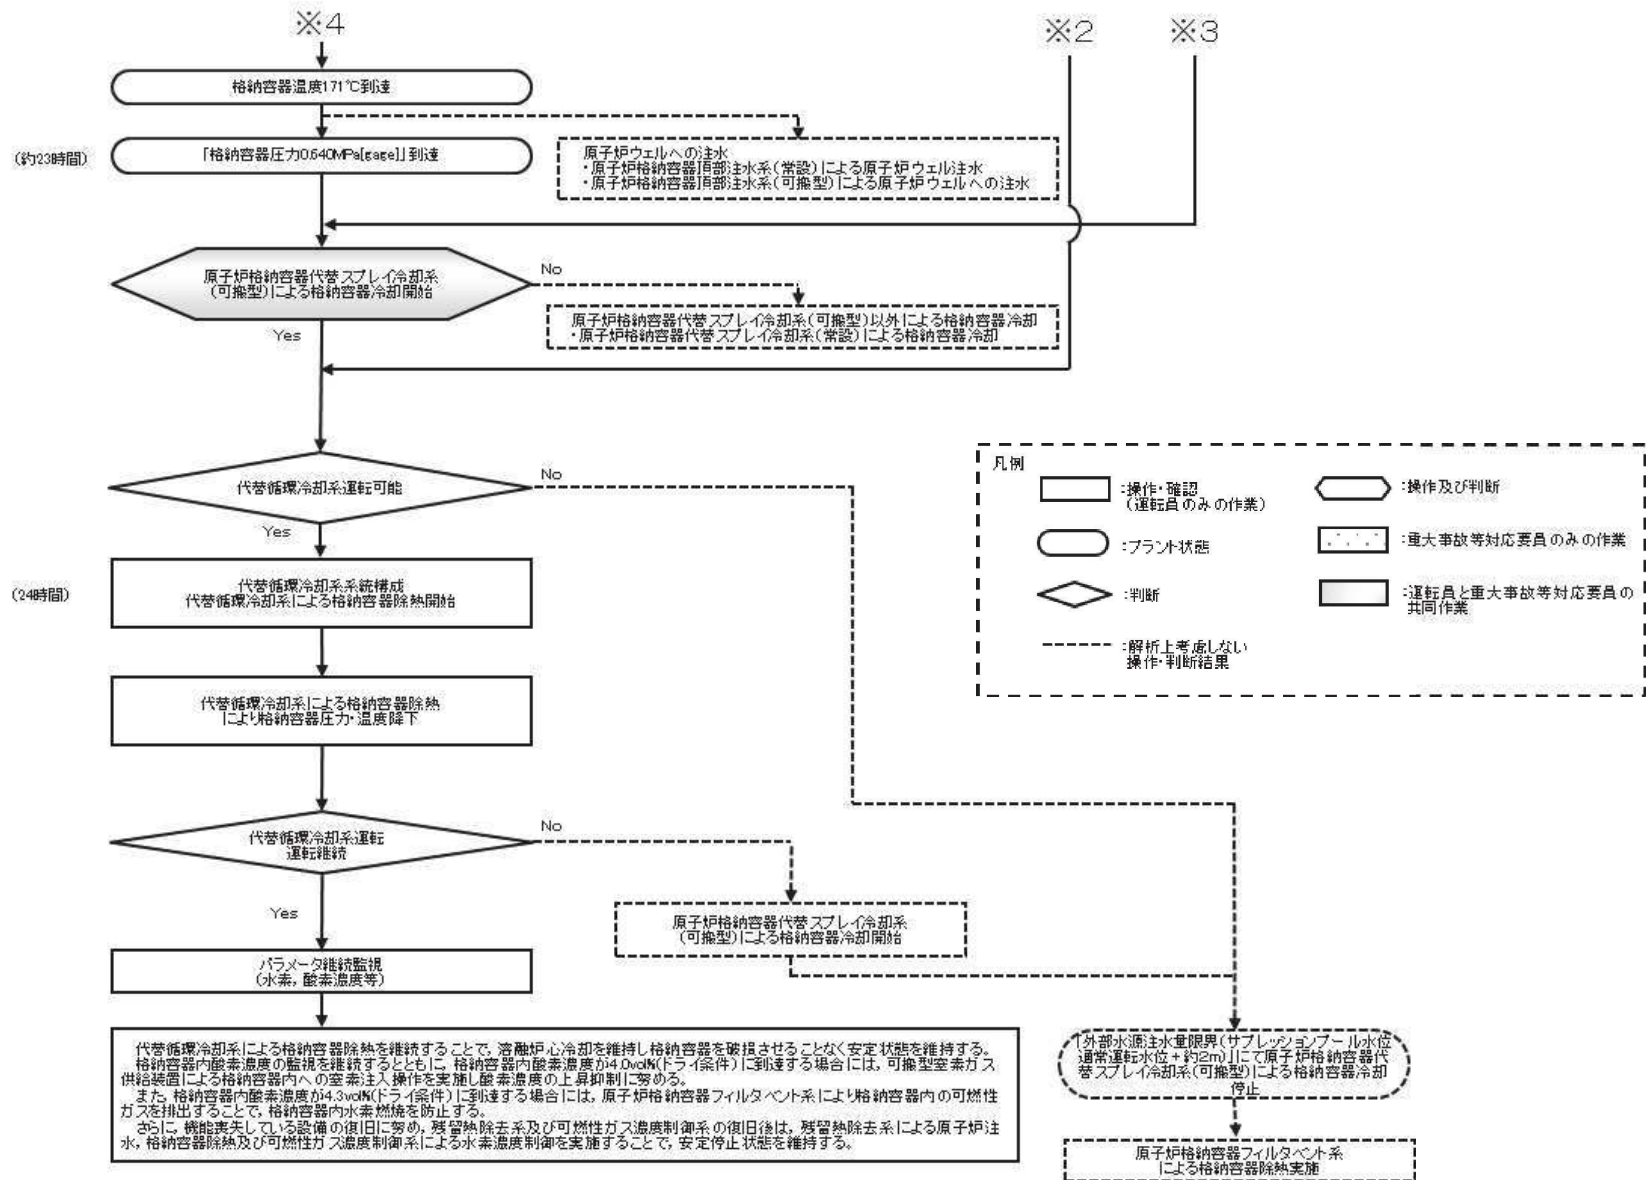 ※4
※2
※3
格納容器温度171℃到達
(約23時間)
「格納容器圧力0.640MPa[gage]」到達
原子炉ウェルへの注水
・原子炉格納容器頂部注水系(常設)による原子炉ウェル注水
・原子炉格納容器頂部注水系(可搬型)による原子炉ウェルへの注水
原子炉格納容器代替スプレイ冷却系
(可搬型)による格納容器冷却開始
No
Yes
原子炉格納容器代替スプレイ冷却系(可搬型)以外による格納容器冷却
・原子炉格納容器代替スプレイ冷却系(常設)による格納容器冷却
代替循環冷却系運転可能
No
Yes
(24時間)
代替循環冷却系系統構成
代替循環冷却系による格納容器除熱開始
代替循環冷却系による格納容器除熱
により格納容器圧力・温度降下
代替循環冷却系運転
運転継続
No
Yes
原子炉格納容器代替スプレイ冷却系
(可搬型)による格納容器冷却開始
パラメータ継続監視
(水素,酸素濃度等)
代替循環冷却系による格納容器除熱を継続することで,溶融炉心冷却を維持し格納容器を破損させることなく安定状態を維持する。
格納容器内酸素濃度の監視を継続するとともに,格納容器内酸素濃度が4.0vol%(ドライ条件)に到達する場合には,可搬型窒素ガス
供給装置による格納容器内への窒素注入操作を実施し酸素濃度の上昇抑制に努める。
また,格納容器内酸素濃度が4.3vol%(ドライ条件)に到達する場合には,原子炉格納容器フィルタベント系により格納容器内の可燃性
ガスを排出することで,格納容器内水素燃焼を防止する。
さらに,機能喪失している設備の復旧に努め,残留熱除去系及び可燃性ガス濃度制御系の復旧後は,残留熱除去系による原子炉注
水,格納容器除熱及び可燃性ガス濃度制御系による水素濃度制御を実施することで,安定停止状態を維持する。
「外部水源注水量限界(サプレッションプール水位
通常運転水位+約2m)」にて原子炉格納容器代
替スプレイ冷却系(可搬型)による格納容器冷却
停止
原子炉格納容器フィルタベント系
による格納容器除熱実施
凡例
:操作・確認
(運転員のみの作業)
:プラント状態
:判断
:解析上考慮しない
操作・判断結果
:操作及び判断
:重大事故等対応要員のみの作業
:運転員と重大事故等対応要員の
共同作業